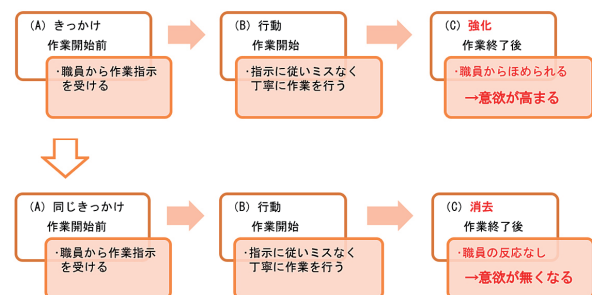 (A) きっかけ
作業開始前
・職員から作業指示
を受ける
(B) 行動
作業開始
・指示に従いミスなく
丁寧に作業を行う
(C) 強化
作業終了後
・職員からほめられる
→意欲が高まる
(A) 同じきっかけ
作業開始前
・職員から作業指示
を受ける
(B) 行動
作業開始
・指示に従いミスなく
丁寧に作業を行う
(C) 消去
作業終了後
・職員の反応なし
→意欲が無くなる